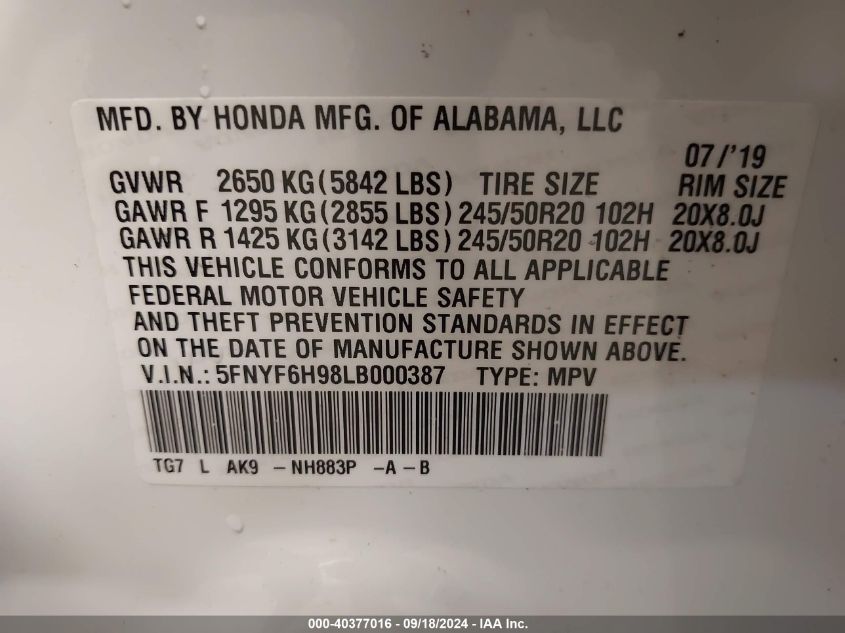 MFD. BY HONDA MFG. OF ALABAMA, LLC
07/'19
GVWR 2650 KG(5842 LBS) TIRE SIZE RIM SIZE
GAWR F 1295 KG(2855 LBS)245/50R20 102H 20X8.0J
GAWR R 1425 KG(3142 LBS)245/50R20 102H 20X8.0J
THIS VEHICLE CONFORMS TO ALL APPLICABLE
FEDERAL MOTOR VEHICLE SAFETY
AND THEFT PREVENTION STANDARDS IN EFFECT
ON THE DATE OF MANUFACTURE SHOWN ABOVE.
V.I.N.: 5FNYF6H98LB000387 TYPE: MPV
TG7 L AK9 -NH883P -A-B
000-40377016 - 09/18/2024 - IAA Inc.